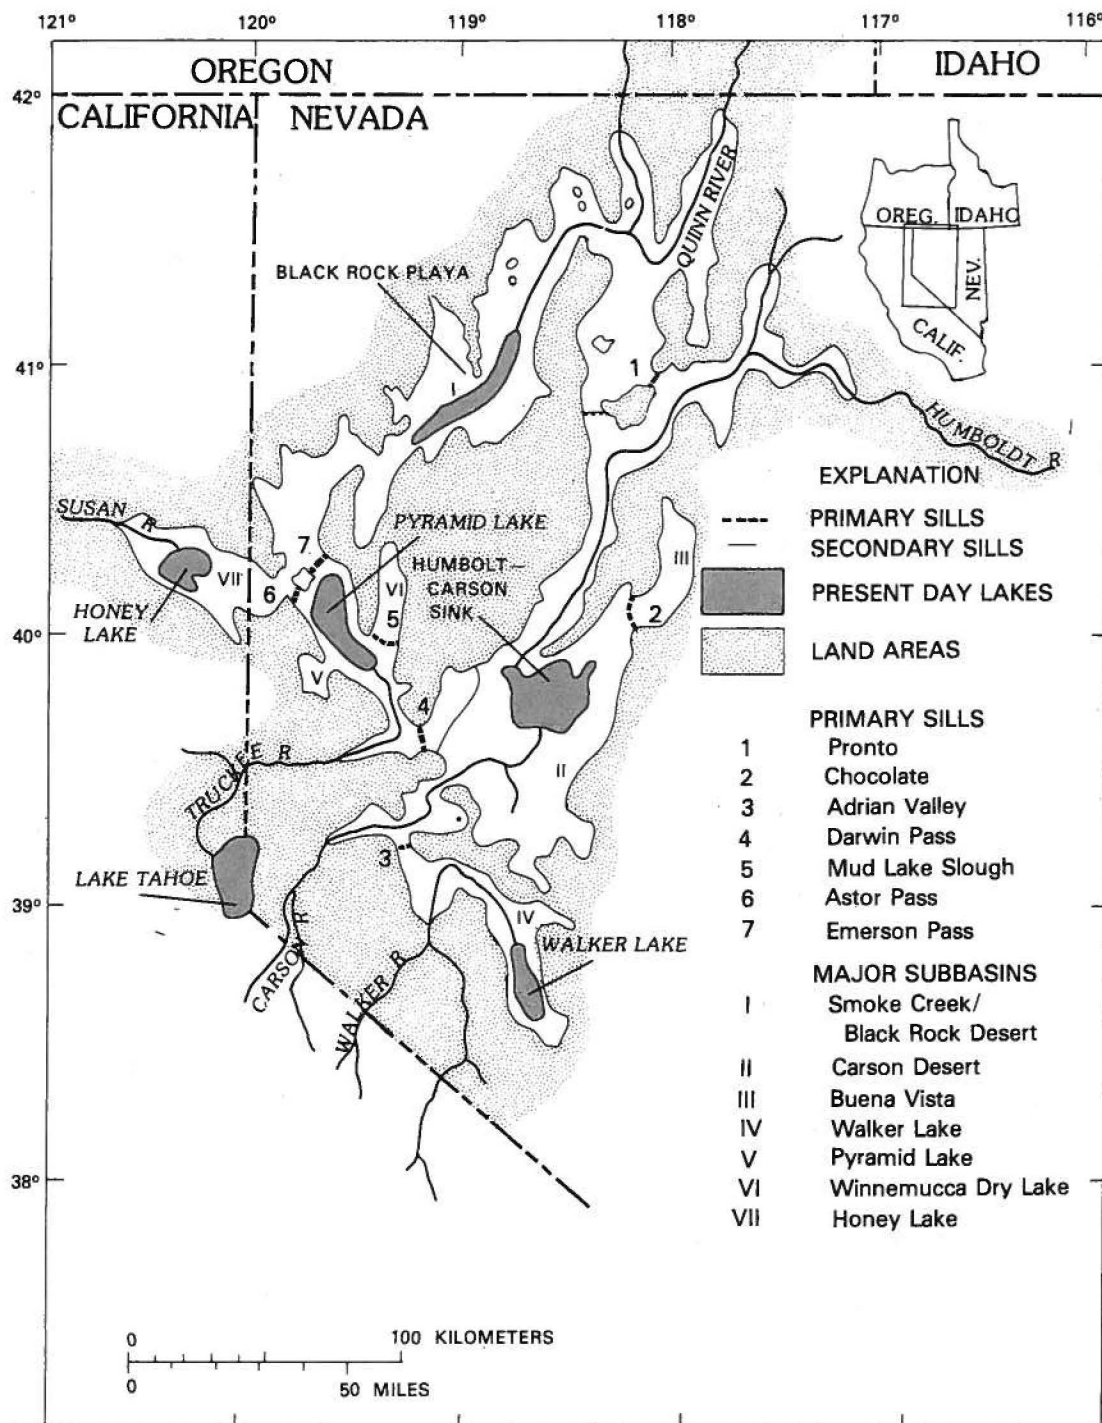 121° 120° 119° 118° 117° 116°
OREGON
IDAHO
42°
CALIFORNIA
NEVADA
QUINN RIVER
OREG.
IDAHO
NEV.
CALIF.
BLACK ROCK PLAYA
41°
1
I
HUMBOLDT R
EXPLANATION
SUSAN R
PYRAMID LAKE
PRIMARY SILLS
SECONDARY SILLS
7
HUMBOLT-
CARSON
SINK
III
VII
VI
PRESENT DAY LAKES
6
5
2
HONEY
LAKE
40°
LAND AREAS
V
4
PRIMARY SILLS
1 Pronto
2 Chocolate
3 Adrian Valley
4 Darwin Pass
5 Mud Lake Slough
6 Astor Pass
7 Emerson Pass
TRUCKEE R
II
3
LAKE TAHOE
39°
IV
WALKER LAKE
CARSON R
WALKER R
MAJOR SUBBASINS
I Smoke Creek/
Black Rock Desert
II Carson Desert
III Buena Vista
IV Walker Lake
V Pyramid Lake
VI Winnemucca Dry Lake
VII Honey Lake
38°
0 100 KILOMETERS
0 50 MILES